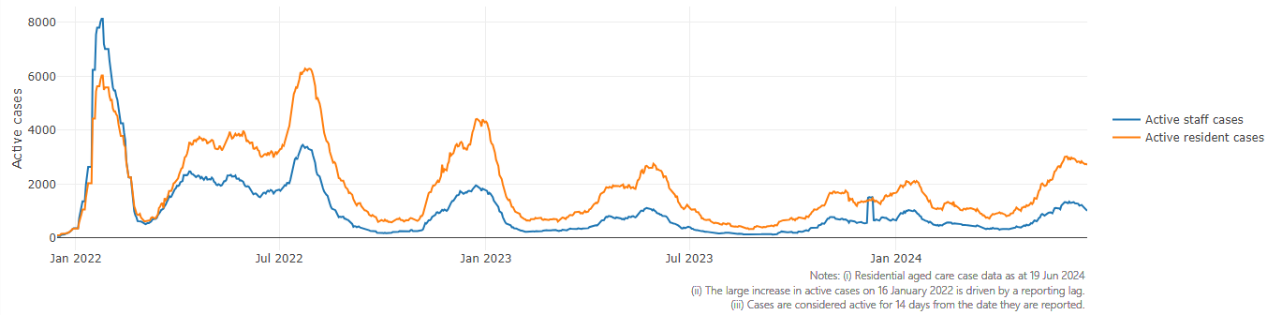 8000
6000
4000
2000
0
Active cases
Jan 2022
Jul 2022
Jan 2023
Jul 2023
Jan 2024
Active staff cases
Active resident cases
Notes: (i) Residential aged care case data as at 19 Jun 2024
(ii) The large increase in active cases on 16 January 2022 is driven by a reporting lag.
(iii) Cases are considered active for 14 days from the date they are reported.